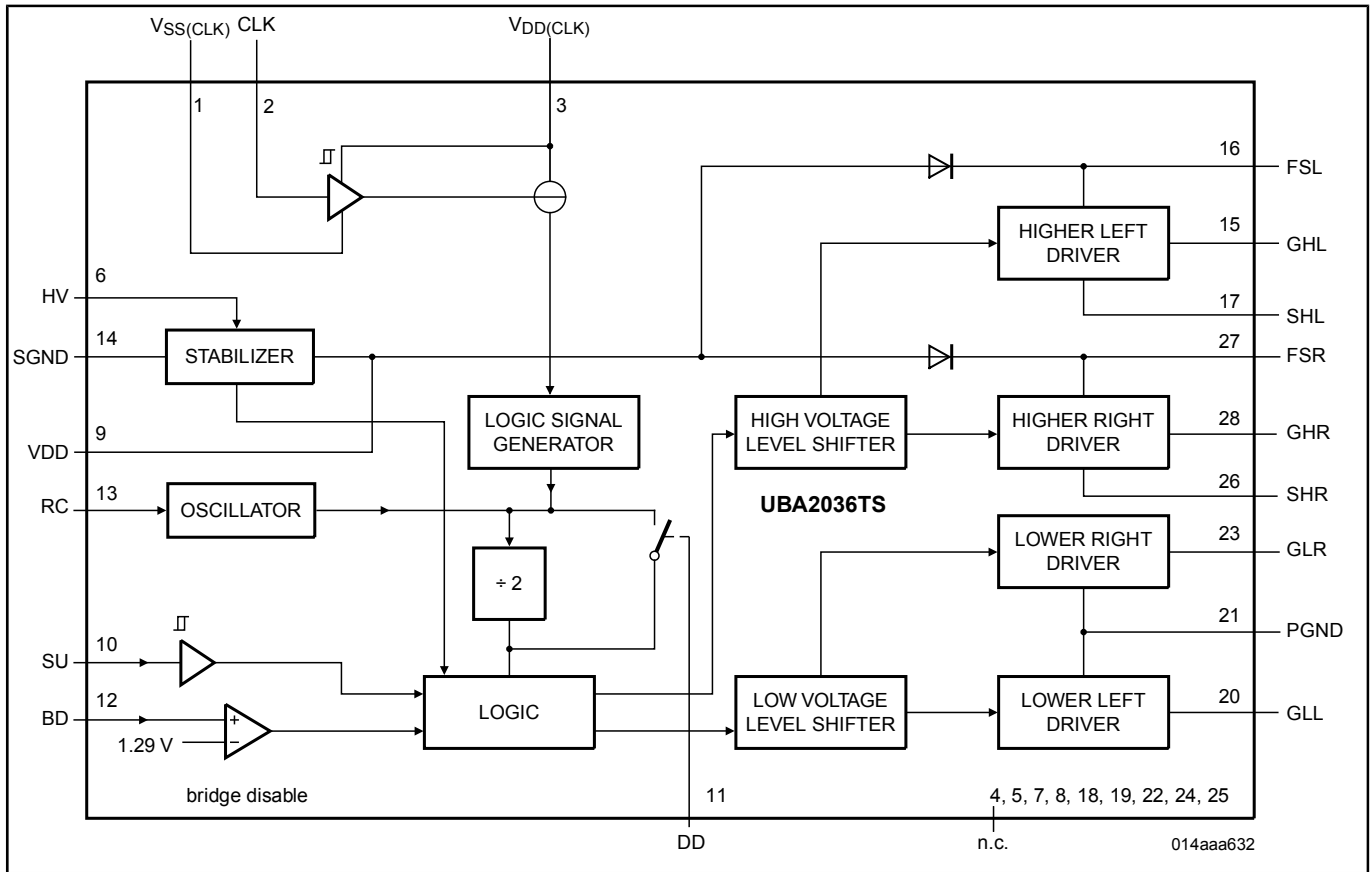 VSS(CLK) CLK VDD(CLK)
1 2 3
16 FSL
HIGHER LEFT
DRIVER
15 GHL
17 SHL
6
HV
14
SGND
STABILIZER
27 FSR
9
VDD
LOGIC SIGNAL
GENERATOR
HIGH VOLTAGE
LEVEL SHIFTER
HIGHER RIGHT
DRIVER
28 GHR
26 SHR
13
RC
OSCILLATOR
UBA2036TS
LOWER RIGHT
DRIVER
23 GLR
÷ 2
21 PGND
10
SU
12
BD
+
−
1.29 V
LOGIC
LOW VOLTAGE
LEVEL SHIFTER
LOWER LEFT
DRIVER
20 GLL
bridge disable
11
DD
4, 5, 7, 8, 18, 19, 22, 24, 25
n.c.
014aaa632